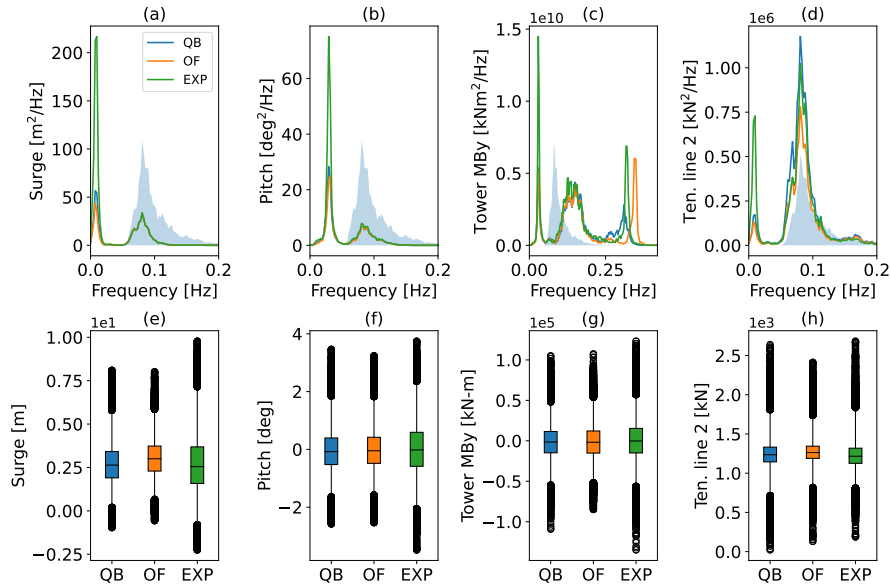 (a)
Surge [m²/Hz]
200
150
100
50
0
0.0
0.1
0.2
Frequency [Hz]
QB
OF
EXP
(b)
Pitch [deg²/Hz]
60
40
20
0
0.0
0.1
0.2
Frequency [Hz]
(c)
1e10
Tower MBy [kNm²/Hz]
1.5
1.0
0.5
0.0
0.00
0.25
Frequency [Hz]
(d)
1e6
Ten. line 2 [kN²/Hz]
1.00
0.75
0.50
0.25
0.00
0.0
0.1
0.2
Frequency [Hz]
(e)
1e1
Surge [m]
1.00
0.75
0.50
0.25
0.00
−0.25
QB OF EXP
(f)
Pitch [deg]
4
2
0
−2
QB OF EXP
(g)
1e5
Tower MBy [kN-m]
1.0
0.5
0.0
−0.5
−1.0
QB OF EXP
(h)
1e3
Ten. line 2 [kN]
2.5
2.0
1.5
1.0
0.5
0.0
QB OF EXP